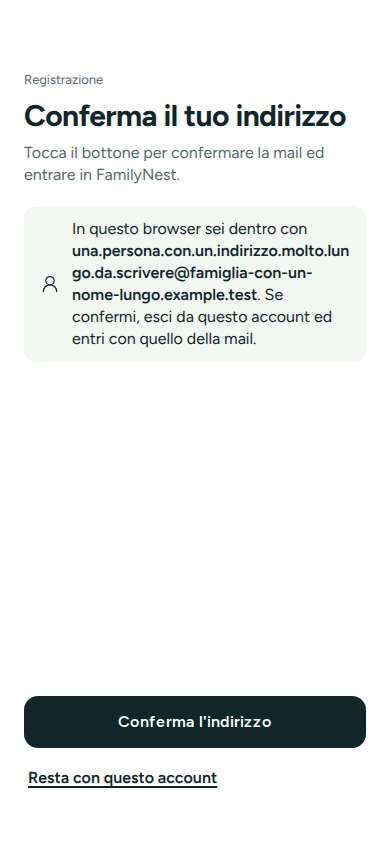 Registrazione
Conferma il tuo indirizzo
Tocca il bottone per confermare la mail ed
entrare in FamilyNest.
In questo browser sei dentro con
una.persona.con.un.indirizzo.molto.lun
go.da.scrivere@famiglia-con-un-
nome-lungo.example.test. Se
confermi, esci da questo account ed
entri con quello della mail.
Conferma l'indirizzo
Resta con questo account